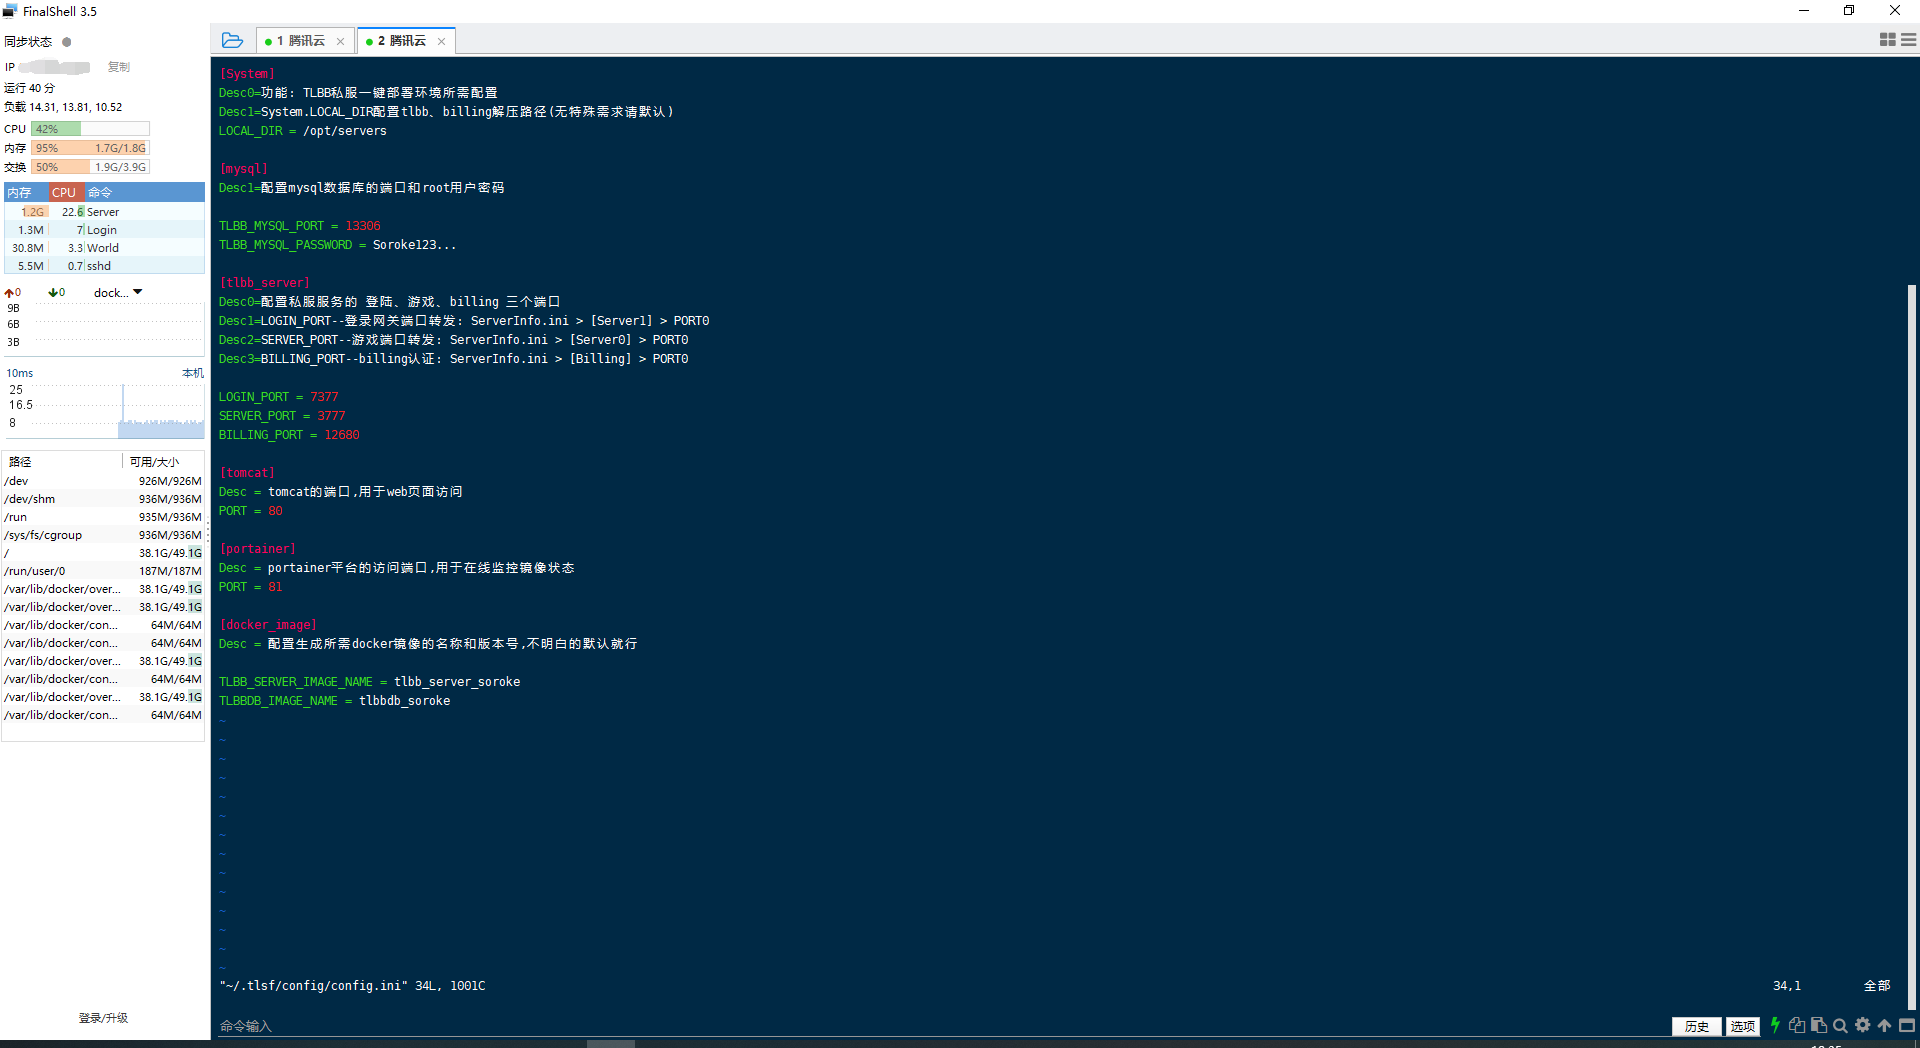 FinalShell 3.5
同步状态
IP 复制
运行 40 分
负载 14.31, 13.81, 10.52
CPU 42%
内存 95% 1.7G/1.8G
交换 50% 1.9G/3.9G
内存 CPU 命令
1.2G 22.6 Server
1.3M 7 Login
30.8M 3.3 World
5.5M 0.7 sshd
0 0 dock...
9B
6B
3B
10ms 本机
25
16.5
8
路径 可用/大小
/dev 926M/926M
/dev/shm 936M/936M
/run 935M/936M
/sys/fs/cgroup 936M/936M
/ 38.1G/49.1G
/run/user/0 187M/187M
/var/lib/docker/over... 38.1G/49.1G
/var/lib/docker/over... 38.1G/49.1G
/var/lib/docker/con... 64M/64M
/var/lib/docker/con... 64M/64M
/var/lib/docker/over... 38.1G/49.1G
/var/lib/docker/con... 64M/64M
/var/lib/docker/over... 38.1G/49.1G
/var/lib/docker/con... 64M/64M
登录/升级
1 腾讯云 2 腾讯云
[System]
Desc0=功能: TLBB私服一键部署环境所需配置
Desc1=System.LOCAL_DIR配置tlbb、billing解压路径(无特殊需求请默认)
LOCAL_DIR = /opt/servers
[mysql]
Desc1=配置mysql数据库的端口和root用户密码
TLBB_MYSQL_PORT = 13306
TLBB_MYSQL_PASSWORD = Soroke123...
[tlbb_server]
Desc0=配置私服服务的 登陆、游戏、billing 三个端口
Desc1=LOGIN_PORT--登录网关端口转发: ServerInfo.ini > [Server1] > PORT0
Desc2=SERVER_PORT--游戏端口转发: ServerInfo.ini > [Server0] > PORT0
Desc3=BILLING_PORT--billing认证: ServerInfo.ini > [Billing] > PORT0
LOGIN_PORT = 7377
SERVER_PORT = 3777
BILLING_PORT = 12680
[tomcat]
Desc = tomcat的端口,用于web页面访问
PORT = 80
[portainer]
Desc = portainer平台的访问端口,用于在线监控镜像状态
PORT = 81
[docker_image]
Desc = 配置生成所需docker镜像的名称和版本号,不明白的默认就行
TLBB_SERVER_IMAGE_NAME = tlbb_server_soroke
TLBBDB_IMAGE_NAME = tlbbdb_soroke
~
~
~
~
~
~
~
~
~
~
~
~
~
~
"~/.tlsf/config/config.ini" 34L, 1001C 34,1 全部
命令输入 历史 选项